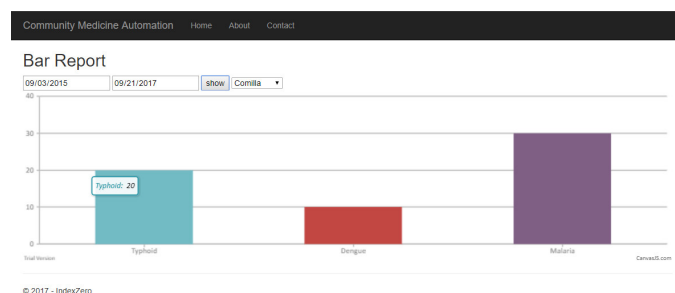 Community Medicine Automation Home About Contact
Bar Report
09/03/2015 09/21/2017 show Comilla
40
30
20
Typhoid: 20
10
0
Typhoid Dengue Malaria
Trial Version CanvasJS.com
© 2017 - IndexZero